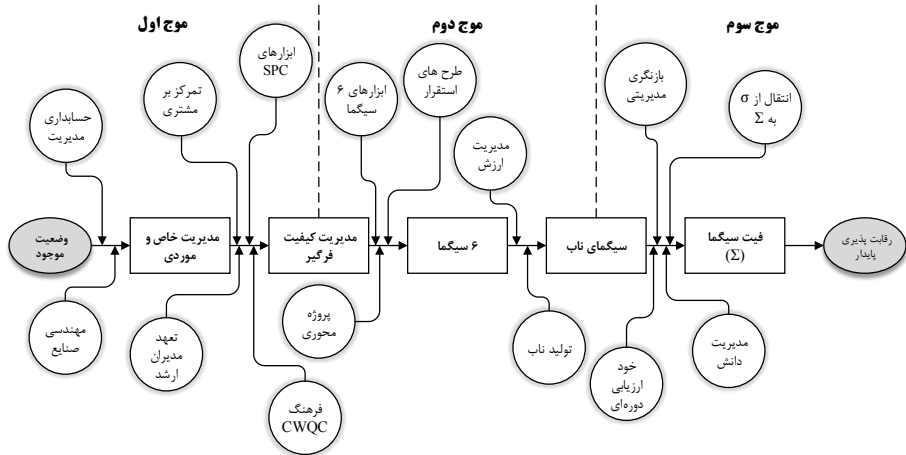 موج اول
موج دوم
موج سوم
حسابداری
مدیریت
تمرکز بر
مشتری
ابزارهای
SPC
ابزارهای ۶
سیگما
طرح های
استقرار
مدیریت
ارزش
بازنگری
مدیریتی
انتقال از σ
به Σ
وضعیت
موجود
مدیریت خاص و
موردی
مدیریت کیفیت
فرگیر
۶ سیگما
سیگمای ناب
فیت سیگما
(Σ)
رقابت پذیری
پایدار
مهندسی
صنایع
تعهد
مدیران
ارشد
فرهنگ
CWQC
پروژه
محوری
تولید ناب
خود
ارزیابی
دوره‌ای
مدیریت
دانش